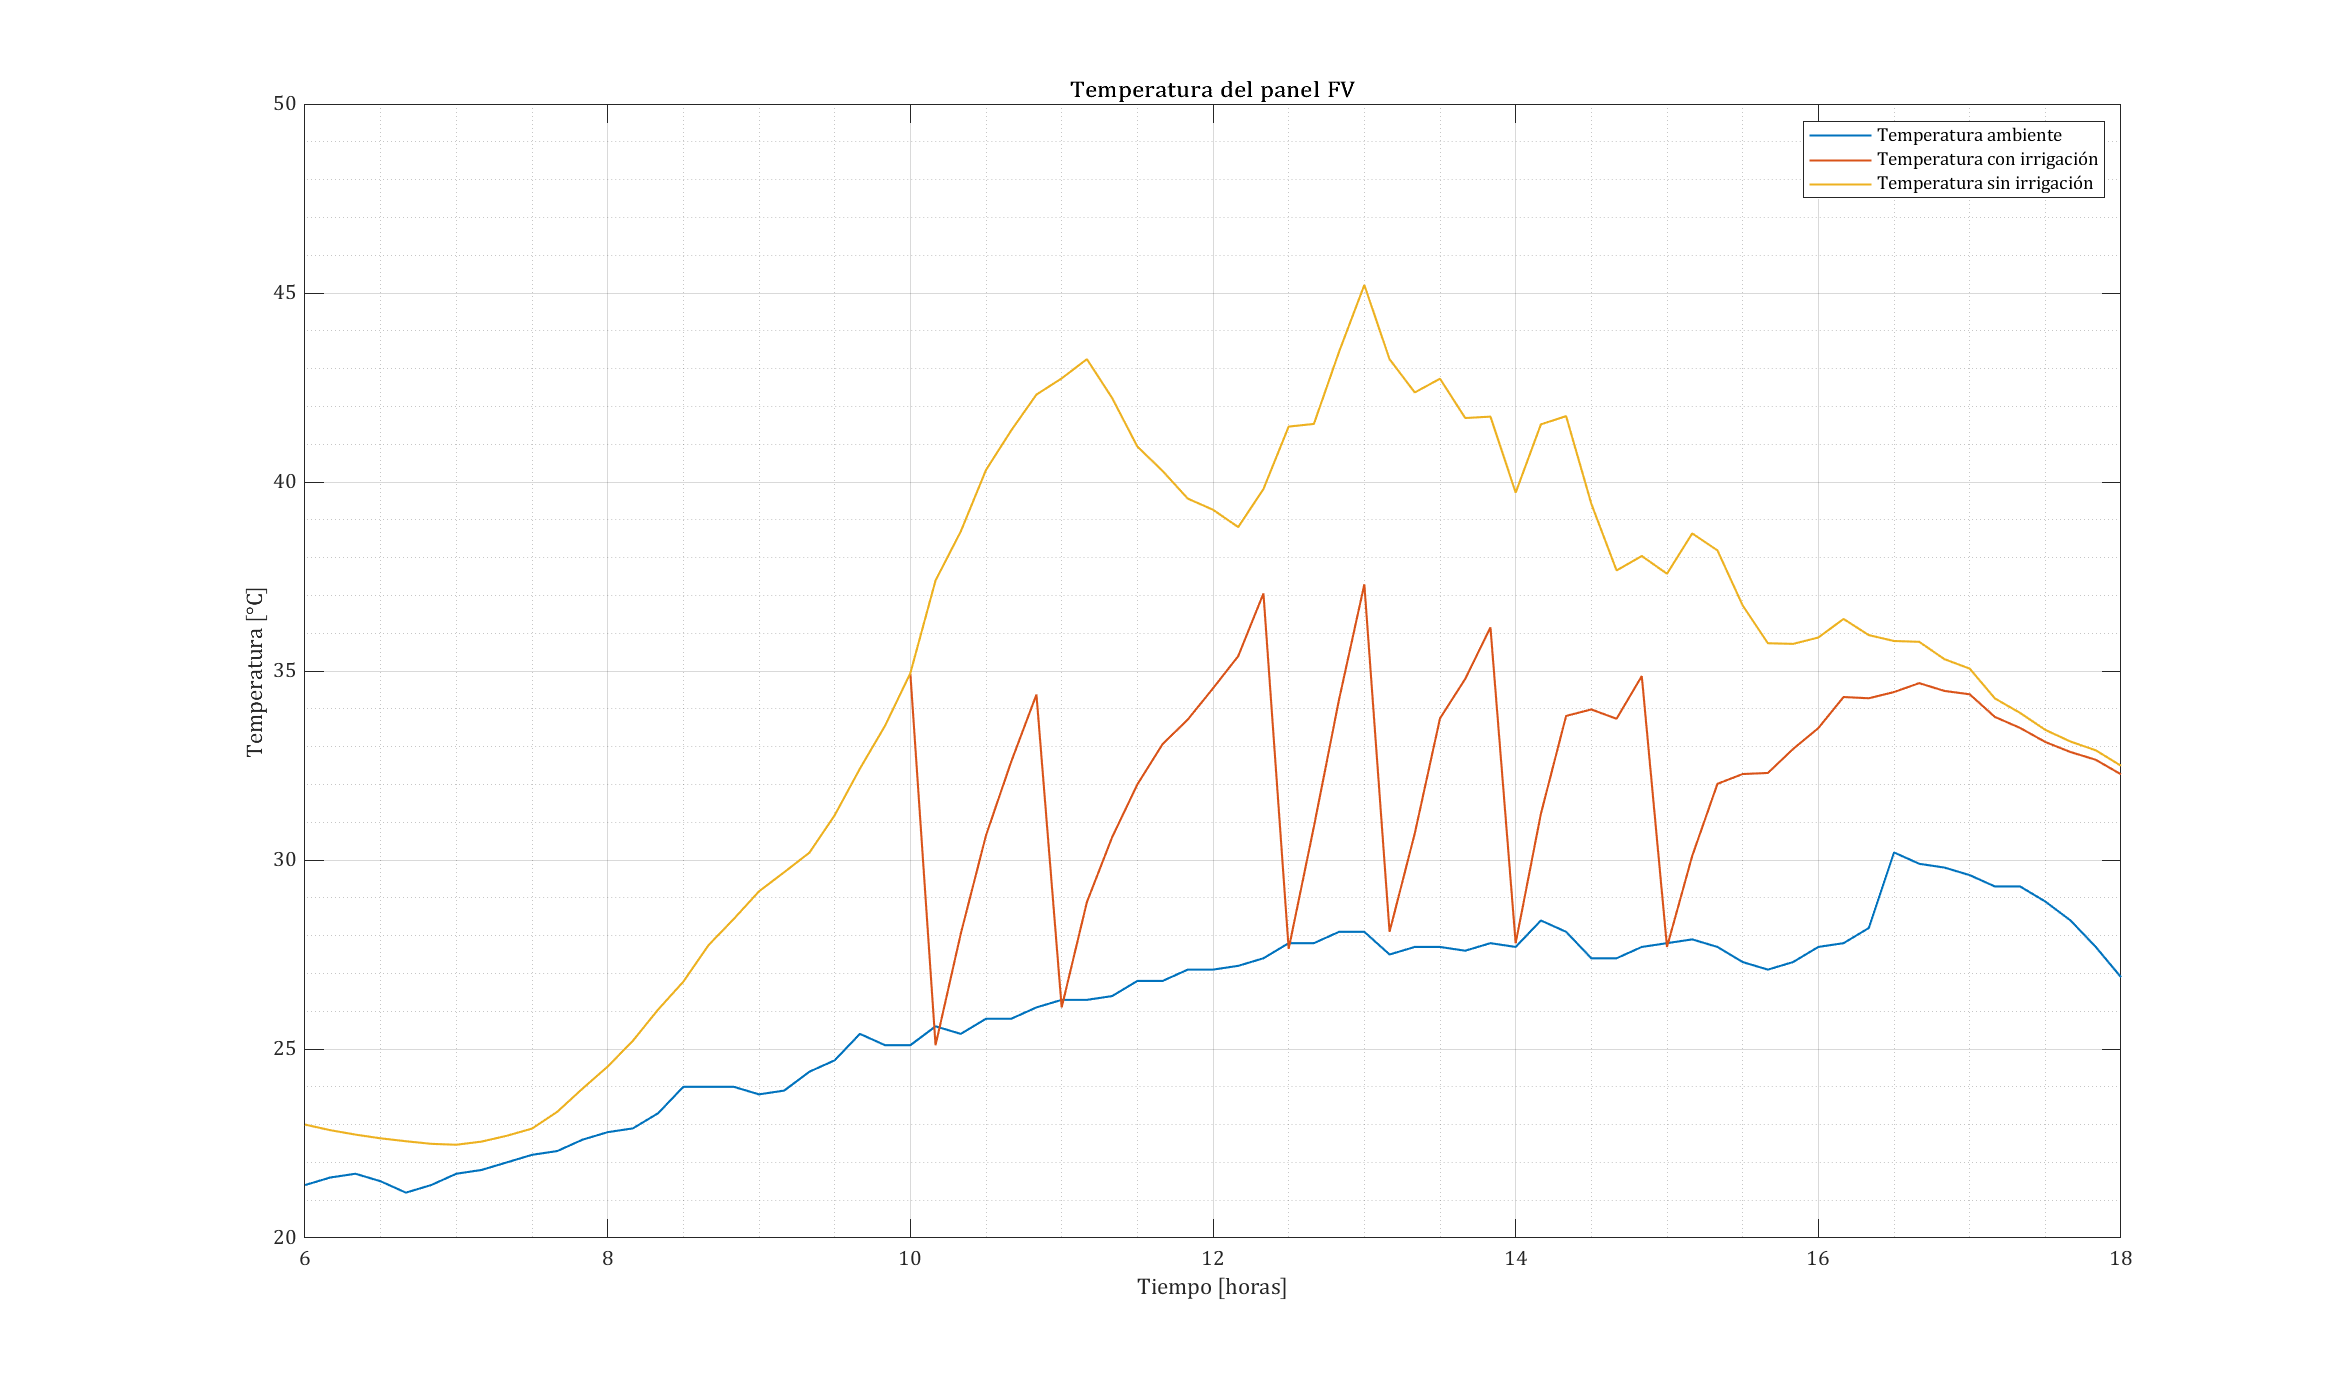 Temperatura del panel FV
50
Temperatura ambiente
Temperatura con irrigación
Temperatura sin irrigación
45
40
35
30
25
20
Temperatura [°C]
6 8 10 12 14 16 18
Tiempo [horas]